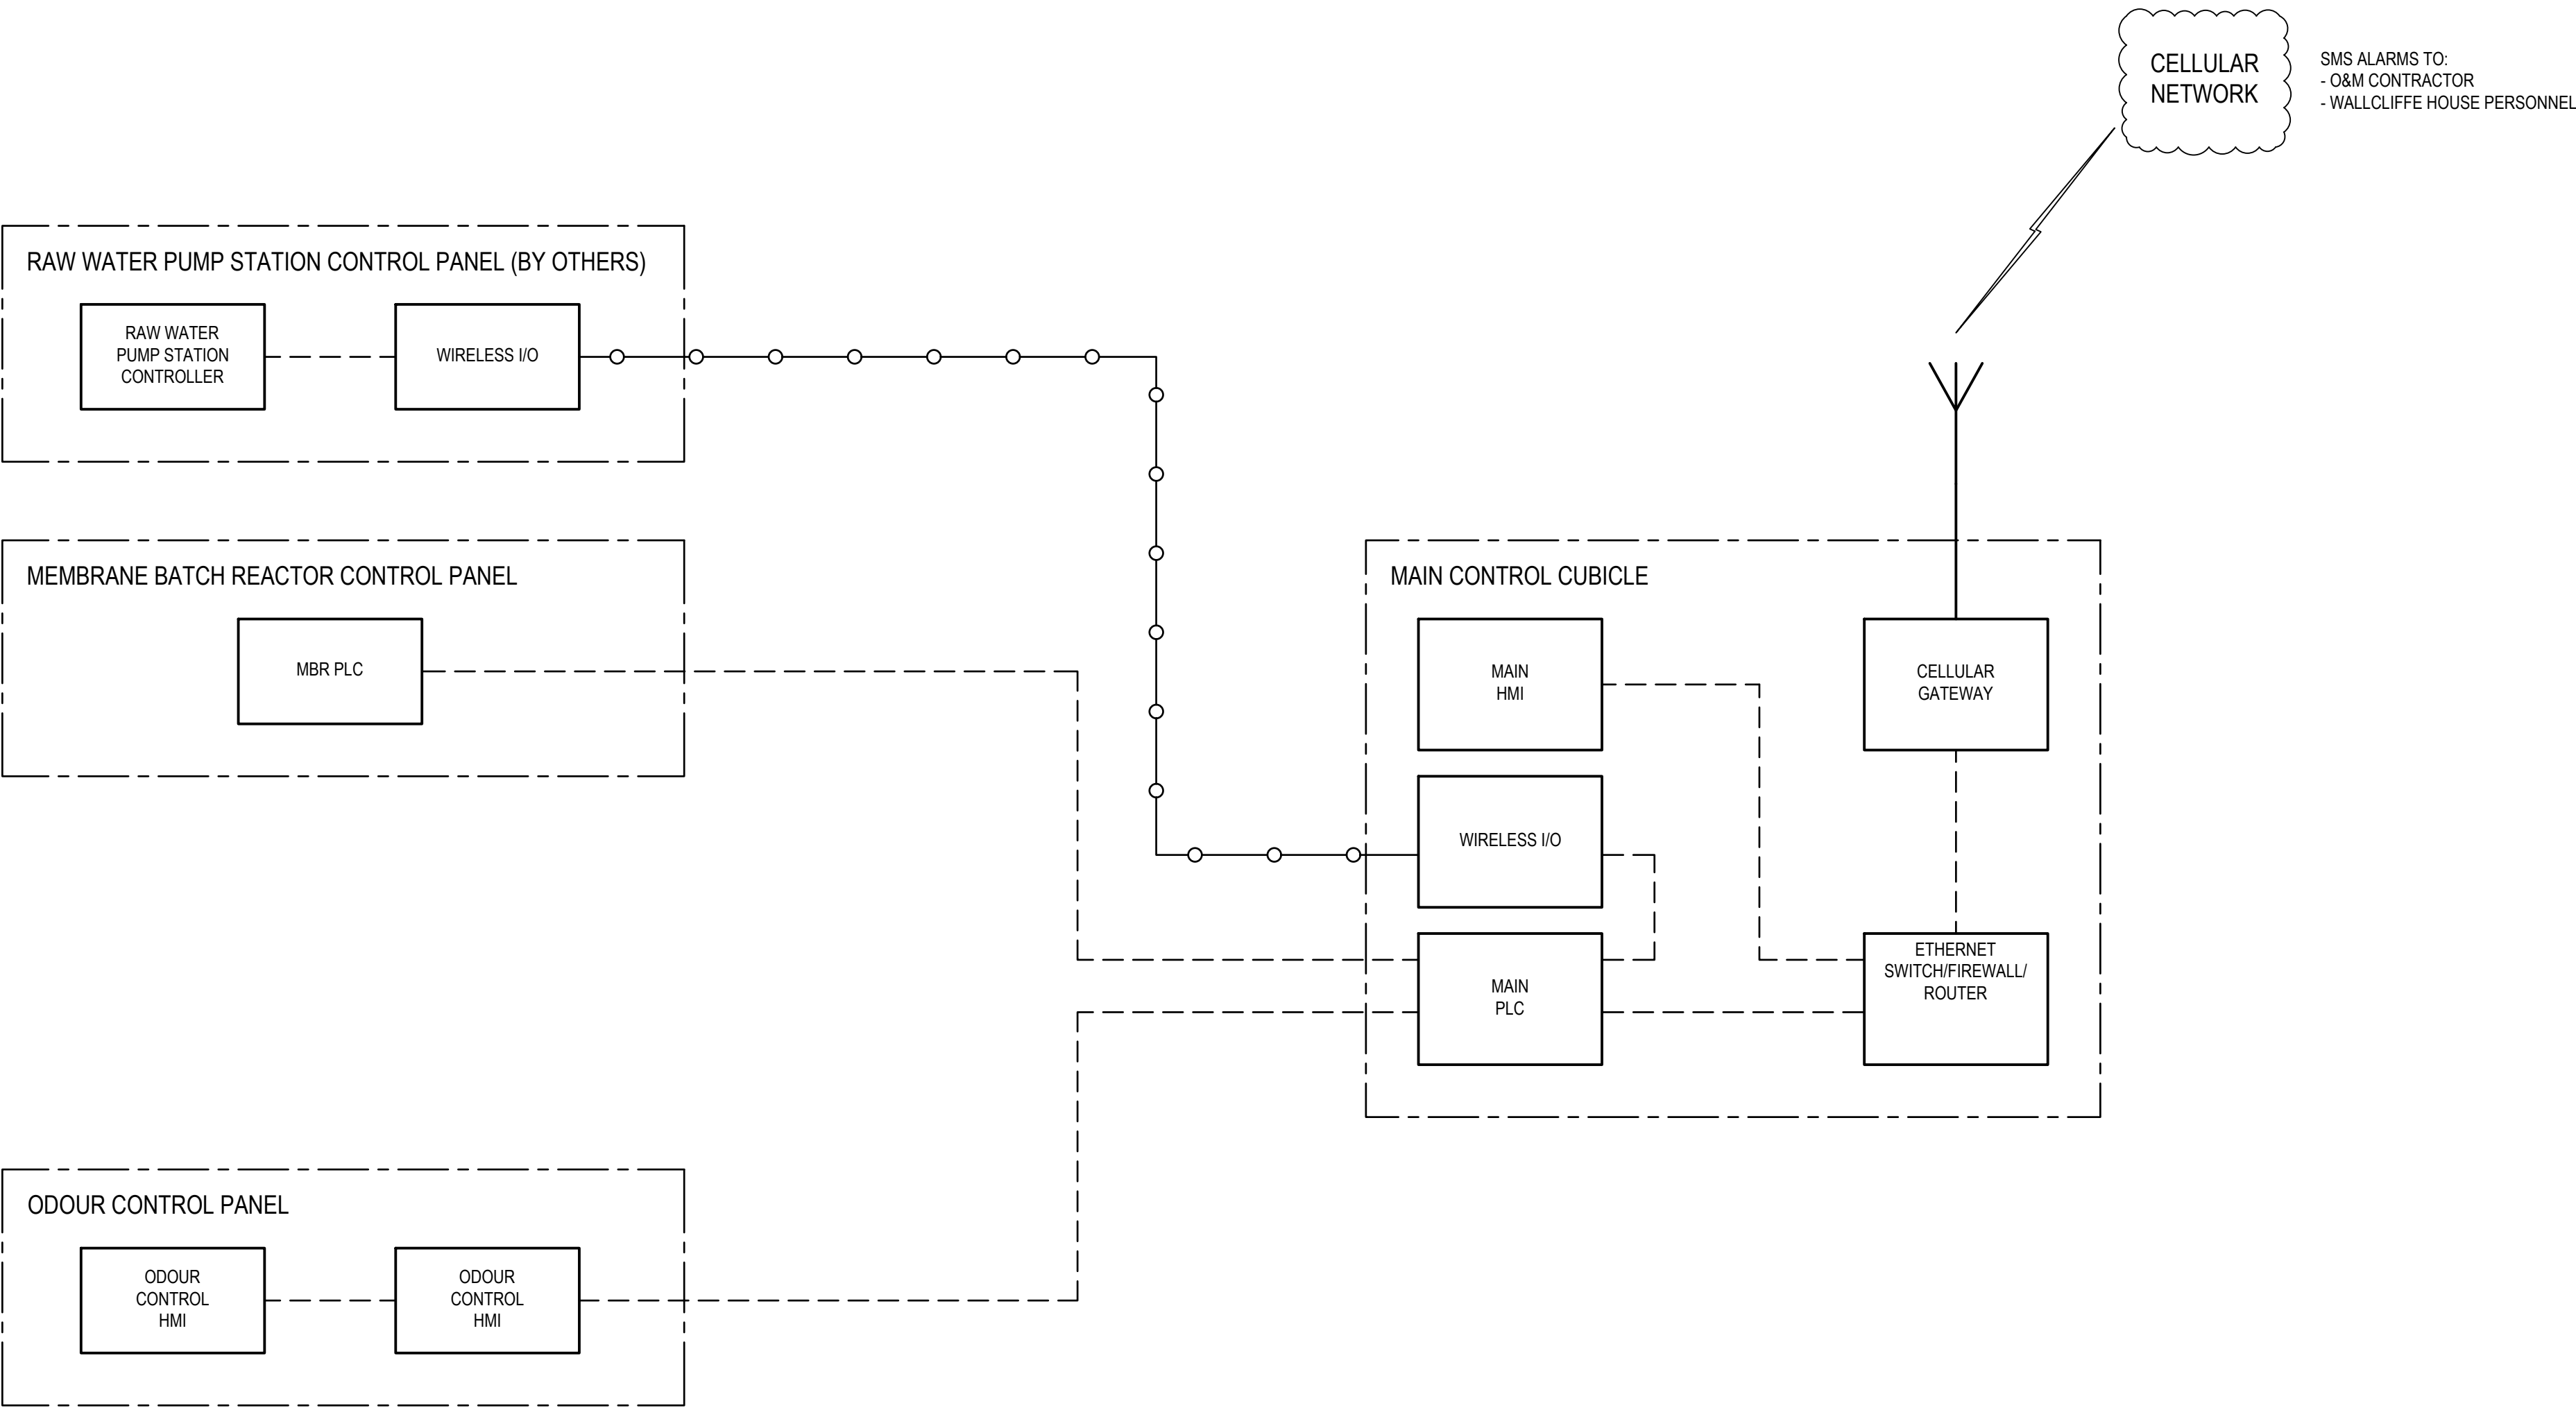 CELLULAR
NETWORK
SMS ALARMS TO:
- O&M CONTRACTOR
- WALLCLIFFE HOUSE PERSONNEL
RAW WATER PUMP STATION CONTROL PANEL (BY OTHERS)
RAW WATER
PUMP STATION
CONTROLLER
WIRELESS I/O
MEMBRANE BATCH REACTOR CONTROL PANEL
MBR PLC
MAIN CONTROL CUBICLE
MAIN
HMI
CELLULAR
GATEWAY
WIRELESS I/O
MAIN
PLC
ETHERNET
SWITCH/FIREWALL/
ROUTER
ODOUR CONTROL PANEL
ODOUR
CONTROL
HMI
ODOUR
CONTROL
HMI